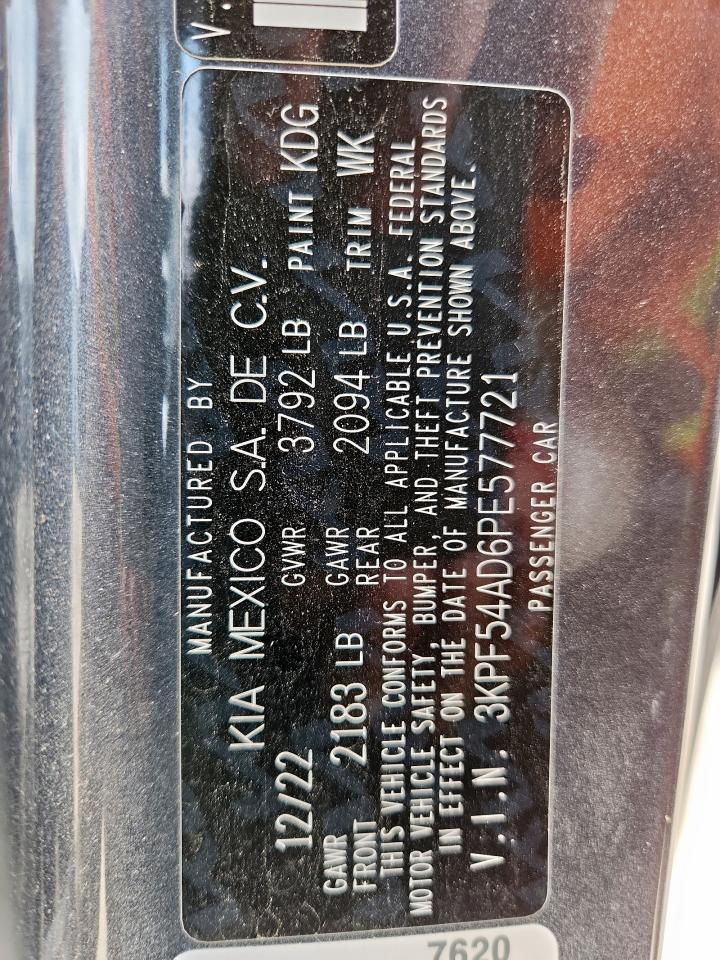 MANUFACTURED BY
KIA MEXICO S.A. DE C.V.
12/22 GVWR 3792 LB PAINT KDG
GAWR FRONT 2183 LB GAWR REAR 2094 LB TRIM WK
THIS VEHICLE CONFORMS TO ALL APPLICABLE U.S.A. FEDERAL
MOTOR VEHICLE SAFETY, BUMPER, AND THEFT PREVENTION STANDARDS
IN EFFECT ON THE DATE OF MANUFACTURE SHOWN ABOVE.
V.I.N. 3KPF54AD6PE577721
PASSENGER CAR
V.
7620